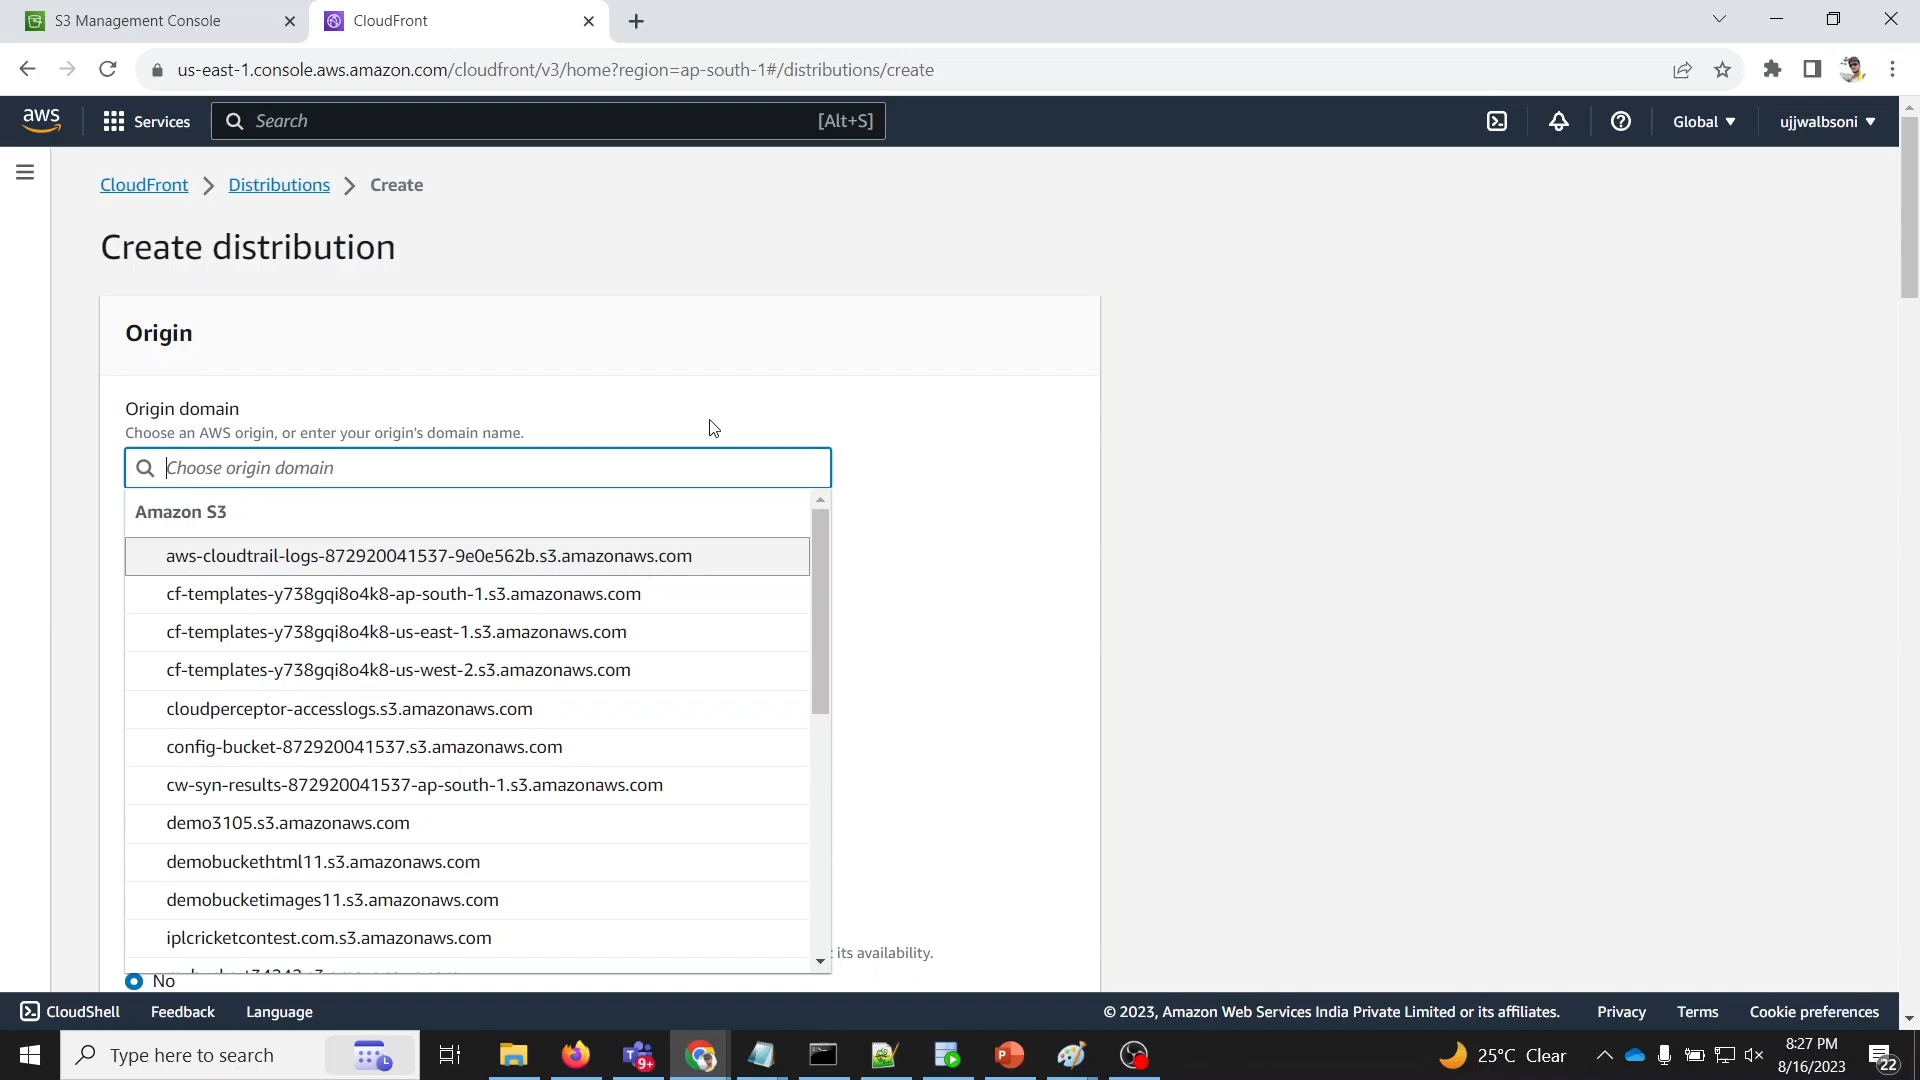 S3 Management Console
CloudFront
us-east-1.console.aws.amazon.com/cloudfront/v3/home?region=ap-south-1#/distributions/create
aws
Services
Search
[Alt+S]
Global
ujjwalbsoni
CloudFront
Distributions
Create
Create distribution
Origin
Origin domain
Choose an AWS origin, or enter your origin's domain name.
Choose origin domain
Amazon S3
aws-cloudtrail-logs-872920041537-9e0e562b.s3.amazonaws.com
cf-templates-y738gqi8o4k8-ap-south-1.s3.amazonaws.com
cf-templates-y738gqi8o4k8-us-east-1.s3.amazonaws.com
cf-templates-y738gqi8o4k8-us-west-2.s3.amazonaws.com
cloudperceptor-accesslogs.s3.amazonaws.com
config-bucket-872920041537.s3.amazonaws.com
cw-syn-results-872920041537-ap-south-1.s3.amazonaws.com
demo3105.s3.amazonaws.com
demobuckethtml11.s3.amazonaws.com
demobucketimages11.s3.amazonaws.com
iplcricketcontest.com.s3.amazonaws.com
its availability.
No
CloudShell
Feedback
Language
© 2023, Amazon Web Services India Private Limited or its affiliates.
Privacy
Terms
Cookie preferences
Type here to search
9+
25°C Clear
8:27 PM
8/16/2023
22